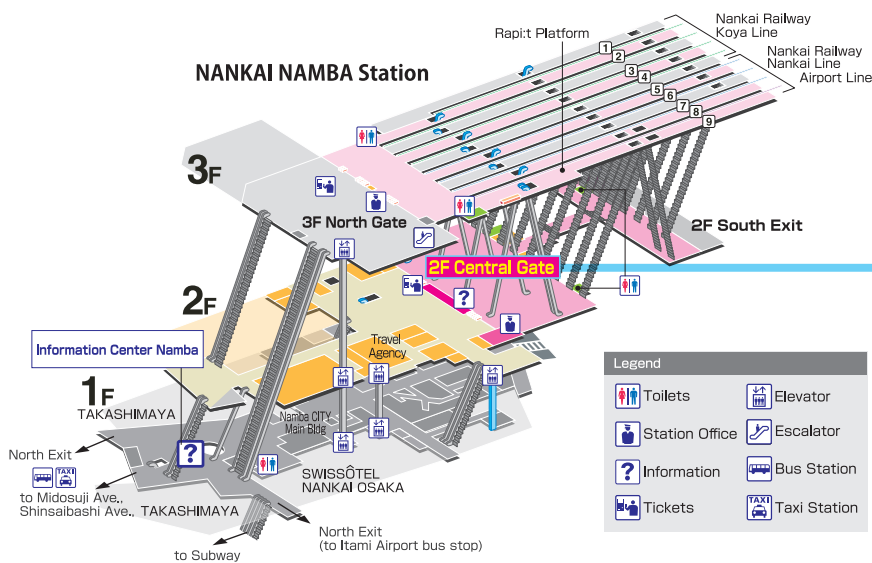 NANKAI NAMBA Station
Rapi:t Platform
Nankai Railway
Koya Line
Nankai Railway
Nankai Line
Airport Line
1
2
3
4
5
6
7
8
9
3F
3F North Gate
2F South Exit
2F Central Gate
?
2F
Information Center Namba
Travel
Agency
1F
TAKASHIMAYA
Namba CITY
Main Bldg
North Exit
?
TAXI
to Midosuji Ave.,
Shinsaibashi Ave.,
TAKASHIMAYA
SWISSÔTEL
NANKAI OSAKA
North Exit
(to Itami Airport bus stop)
to Subway
Legend
Toilets
Elevator
Station Office
Escalator
?
Information
Bus Station
Tickets
TAXI
Taxi Station